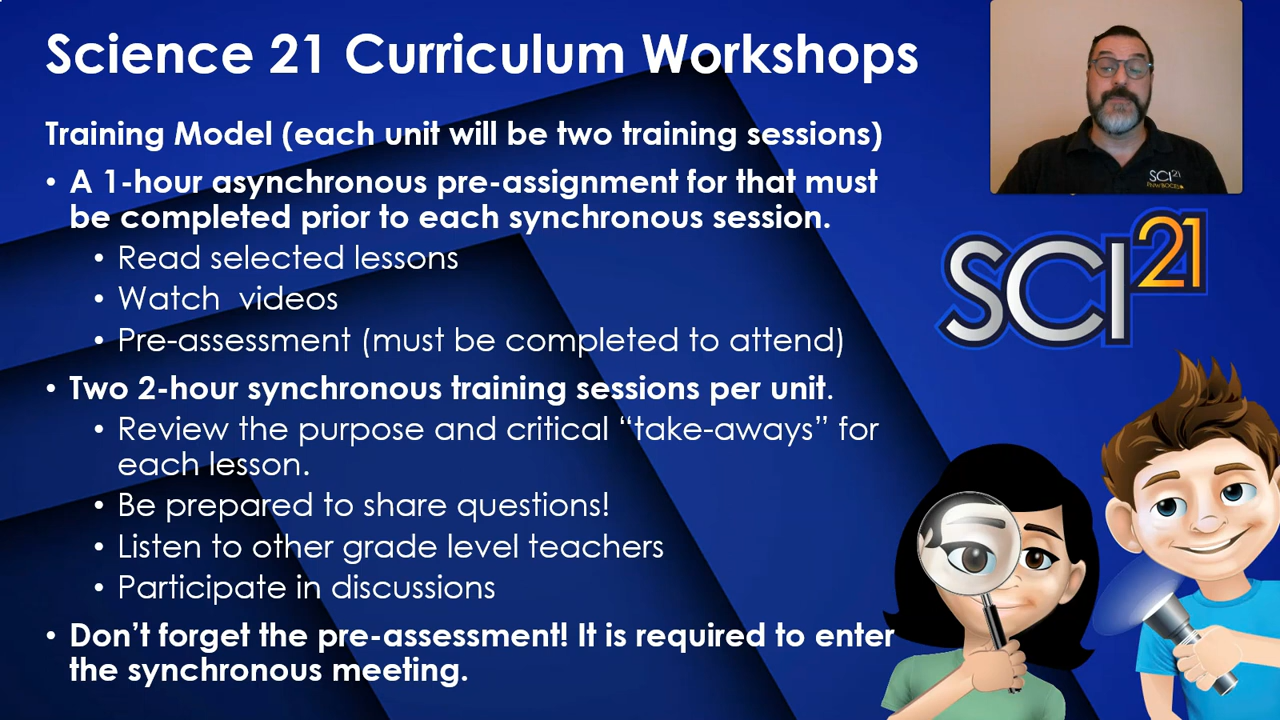 Science 21 Curriculum Workshops
Training Model (each unit will be two training sessions)
• A 1-hour asynchronous pre-assignment for that must
be completed prior to each synchronous session.
• Read selected lessons
• Watch  videos
• Pre-assessment (must be completed to attend)
• Two 2-hour synchronous training sessions per unit.
• Review the purpose and critical “take-aways” for
each lesson.
• Be prepared to share questions!
• Listen to other grade level teachers
• Participate in discussions
• Don’t forget the pre-assessment! It is required to enter
the synchronous meeting.
SCI21
SCI21